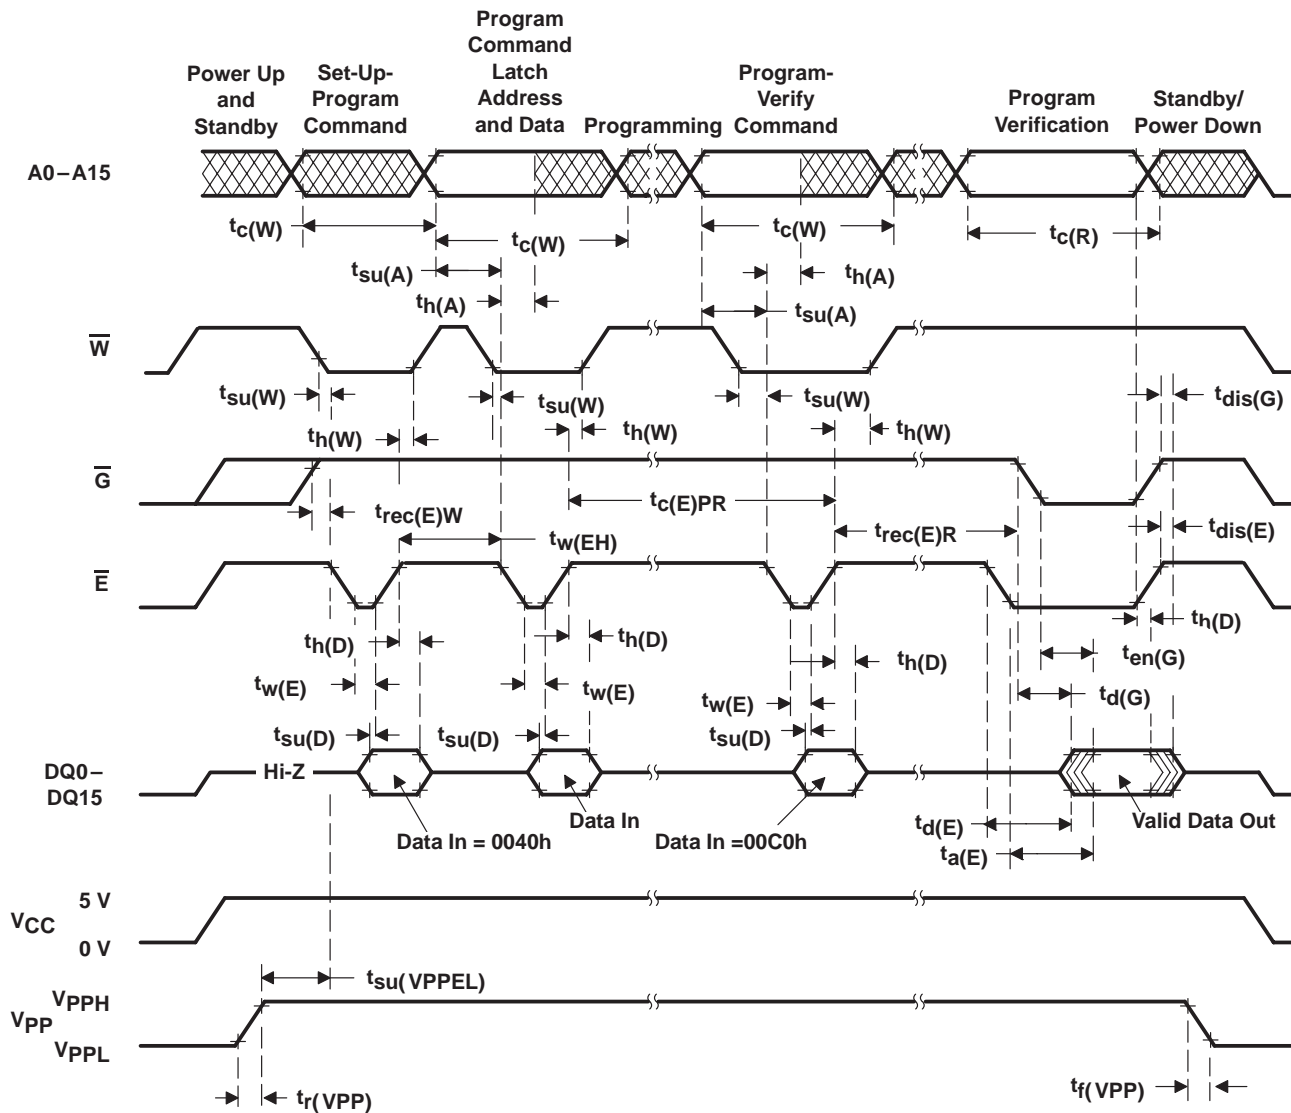 Power Up
and
Standby
Set-Up-
Program
Command
Program
Command
Latch
Address
and Data
Programming
Program-
Verify
Command
Program
Verification
Standby/
Power Down
A0–A15
tc(W)
tc(W)
tc(W)
tc(R)
tsu(A)
th(A)
th(A)
tsu(A)
W
tsu(W)
tsu(W)
tsu(W)
tdis(G)
th(W)
th(W)
th(W)
G
tc(E)PR
trec(E)W
trec(E)R
tdis(E)
tw(EH)
E
th(D)
th(D)
th(D)
th(D)
ten(G)
tw(E)
tw(E)
tw(E)
td(G)
tsu(D)
tsu(D)
tsu(D)
DQ0–
DQ15
Hi-Z
Data In = 0040h
Data In
Data In =00C0h
td(E)
Valid Data Out
ta(E)
5 V
VCC
0 V
tsu(VPPEL)
VPPH
VPP
VPPL
tr(VPP)
tf(VPP)